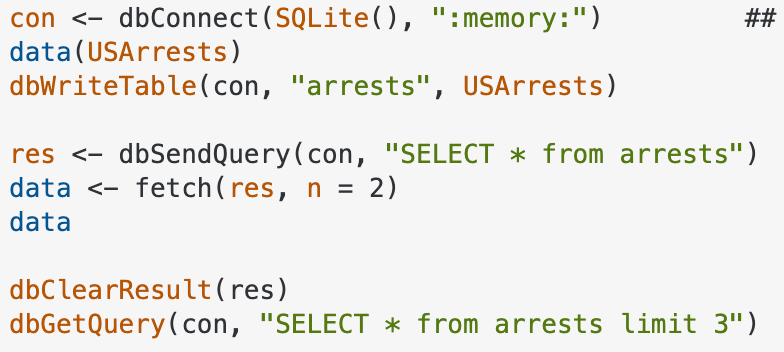 con <- dbConnect(SQLite(), ":memory:")         ##
data(USArrests)
dbWriteTable(con, "arrests", USArrests)
res <- dbSendQuery(con, "SELECT * from arrests")
data <- fetch(res, n = 2)
data
dbClearResult(res)
dbGetQuery(con, "SELECT * from arrests limit 3")